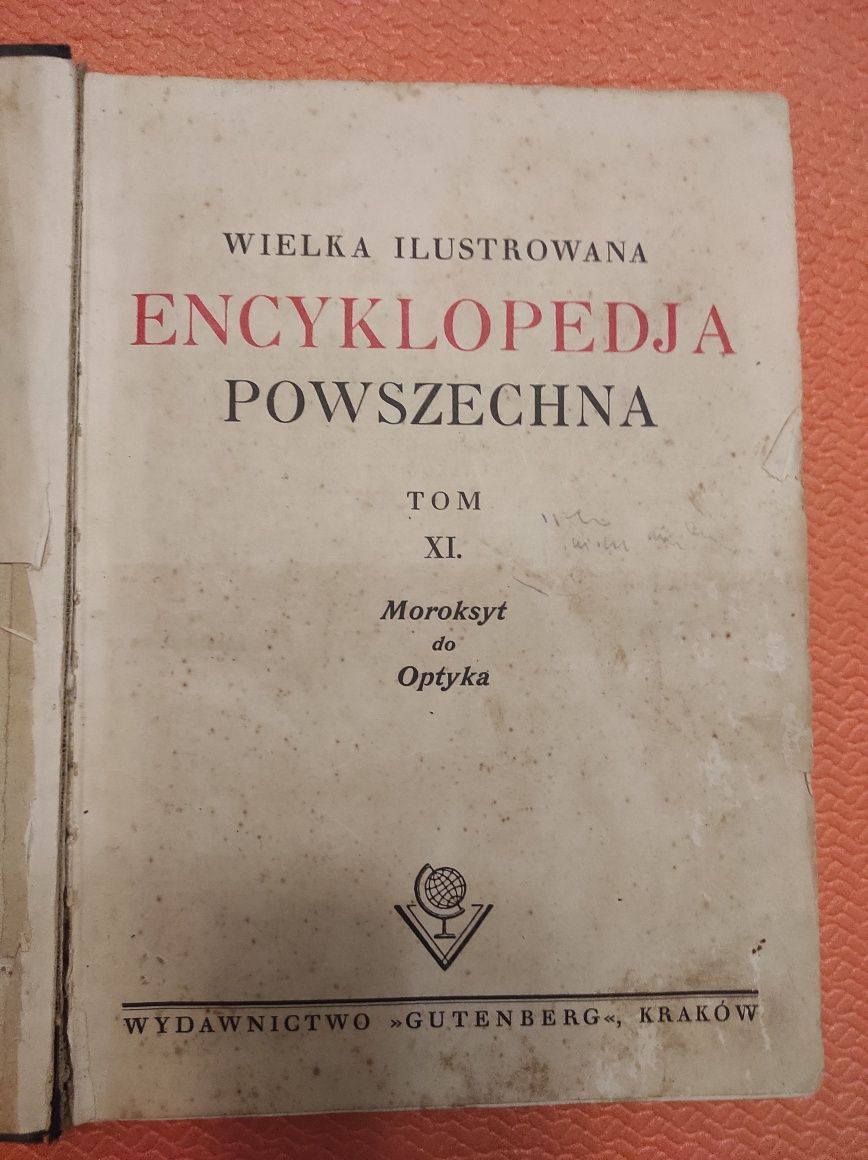 WIELKA ILUSTROWANA
ENCYKLOPEDJA
POWSZECHNA
TOM
XI.
Moroksyt
do
Optyka
WYDAWNICTWO »GUTENBERG«, KRAKÓW